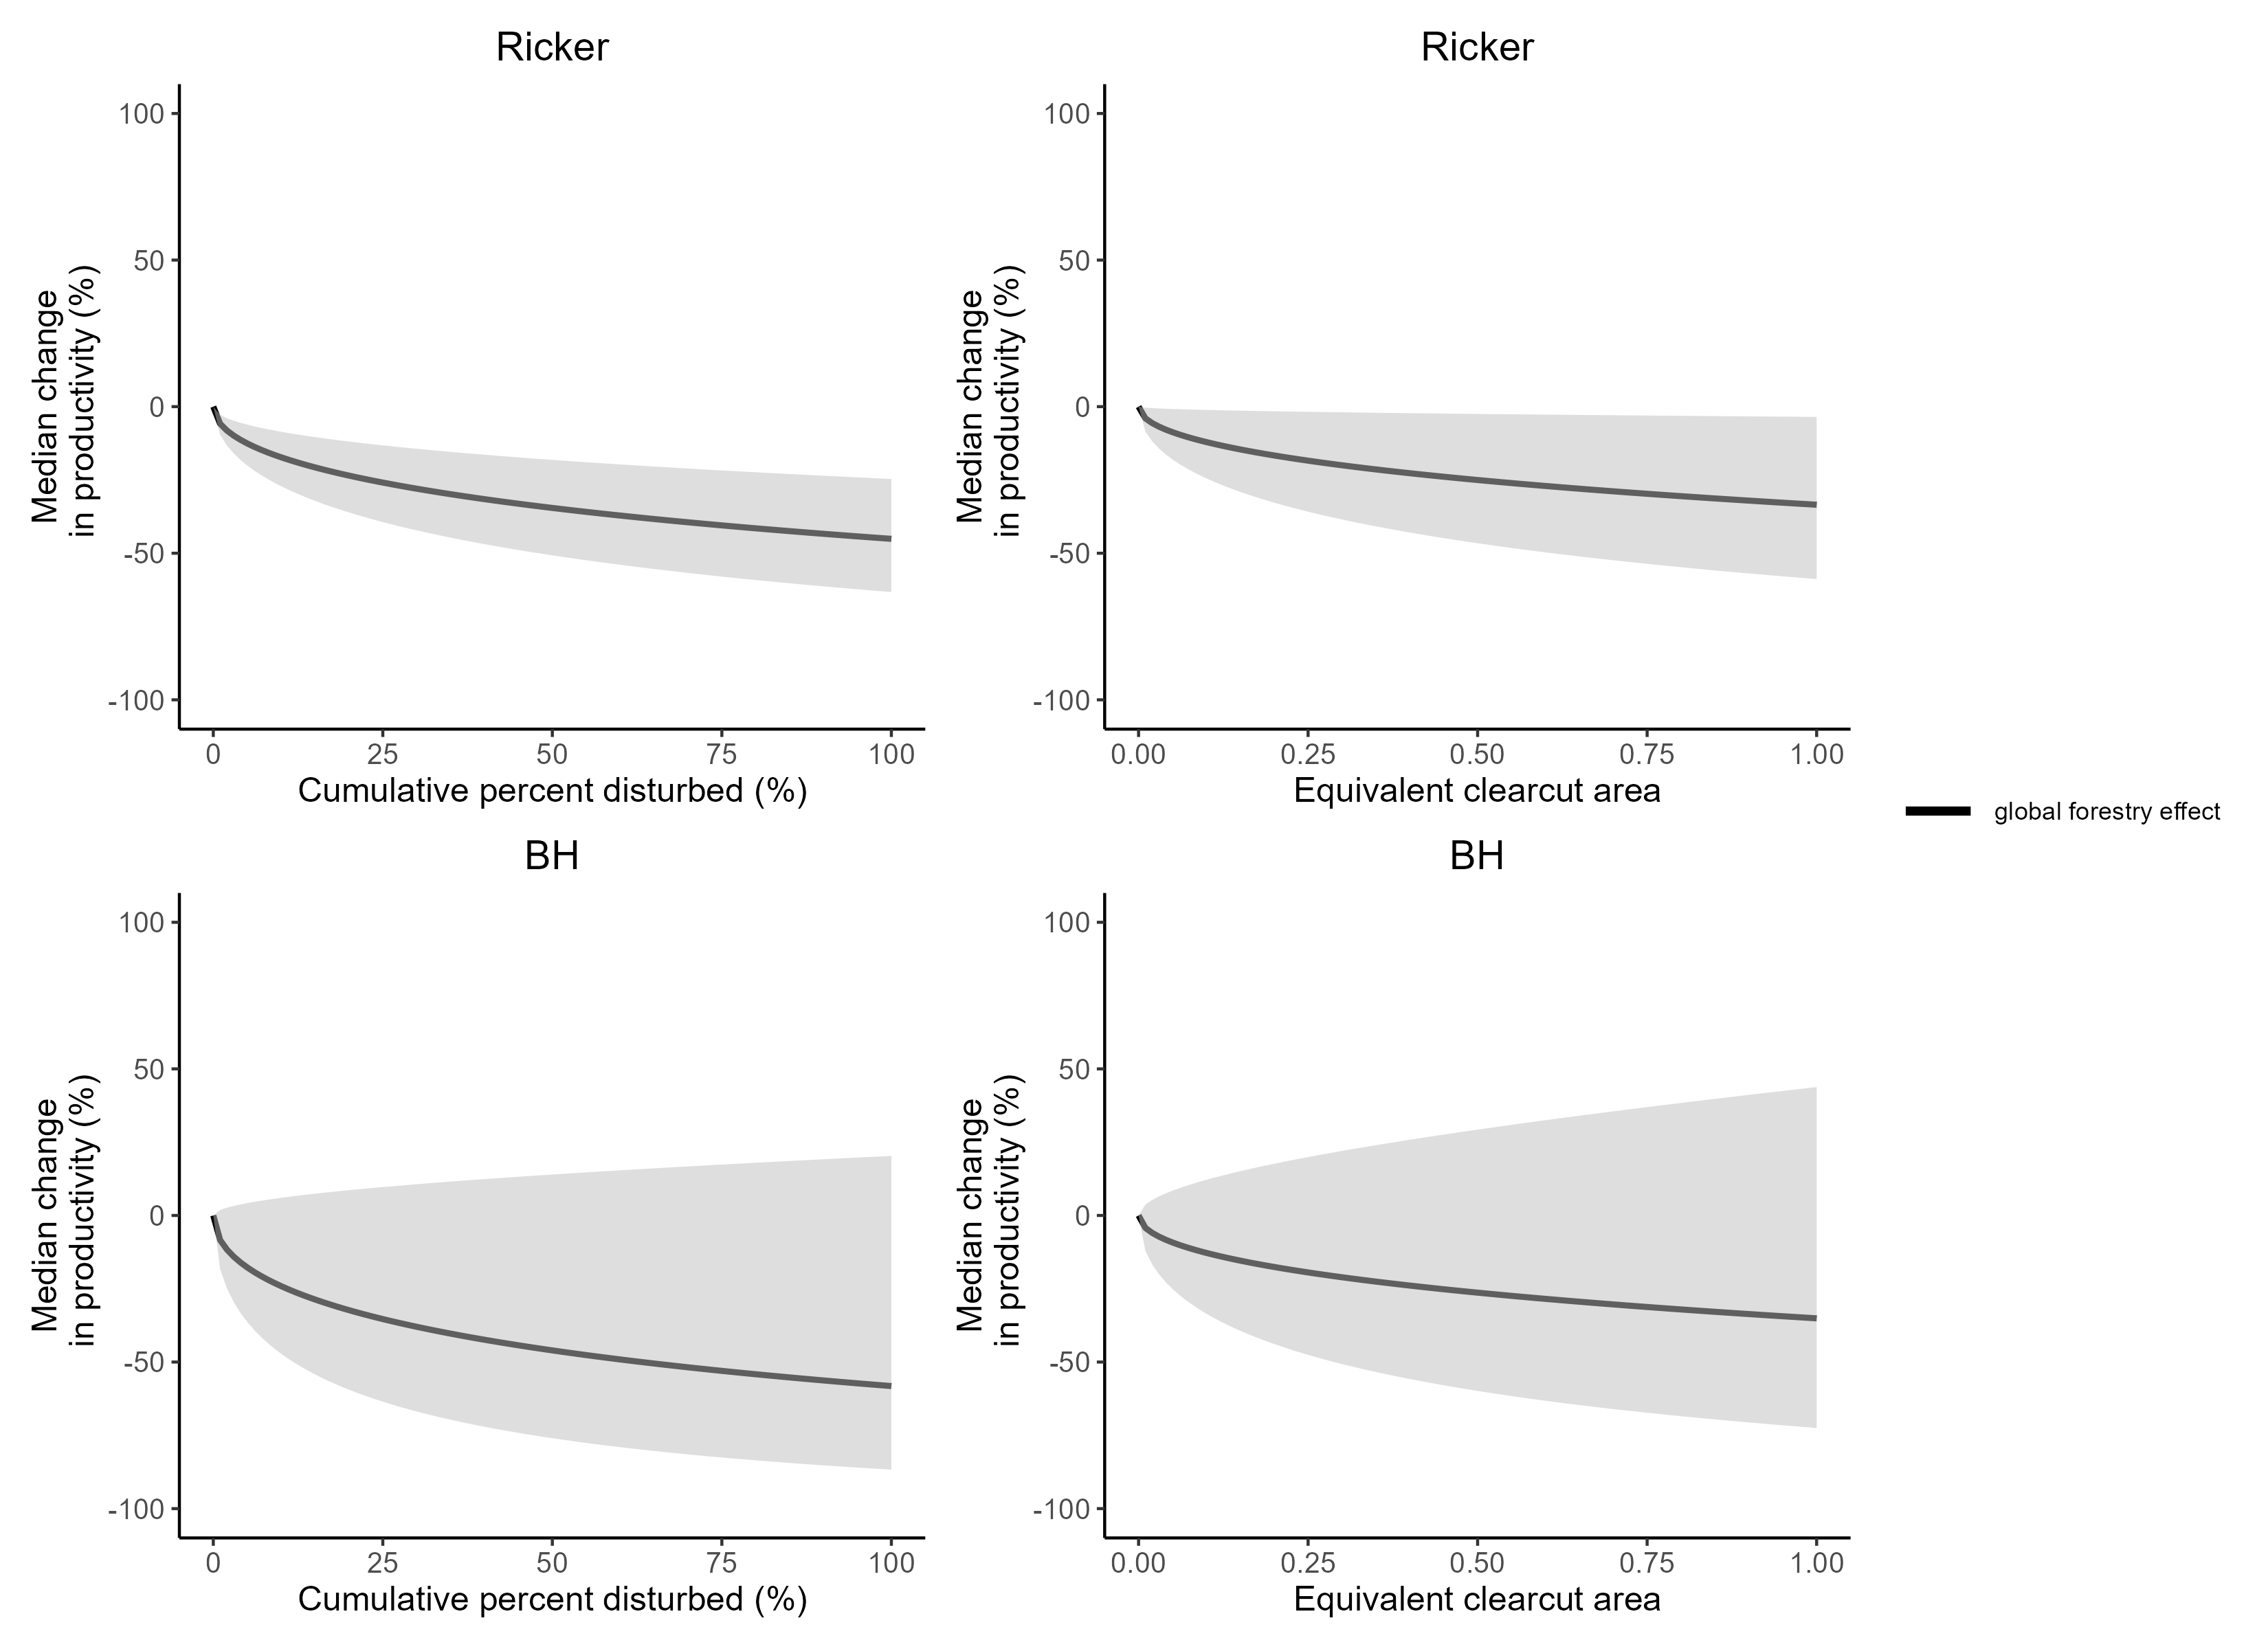 Ricker
Median change
in productivity (%)
100
50
0
-50
-100
0 25 50 75 100
Cumulative percent disturbed (%)
Ricker
Median change
in productivity (%)
100
50
0
-50
-100
0.00 0.25 0.50 0.75 1.00
Equivalent clearcut area
global forestry effect
BH
Median change
in productivity (%)
100
50
0
-50
-100
0 25 50 75 100
Cumulative percent disturbed (%)
BH
Median change
in productivity (%)
100
50
0
-50
-100
0.00 0.25 0.50 0.75 1.00
Equivalent clearcut area